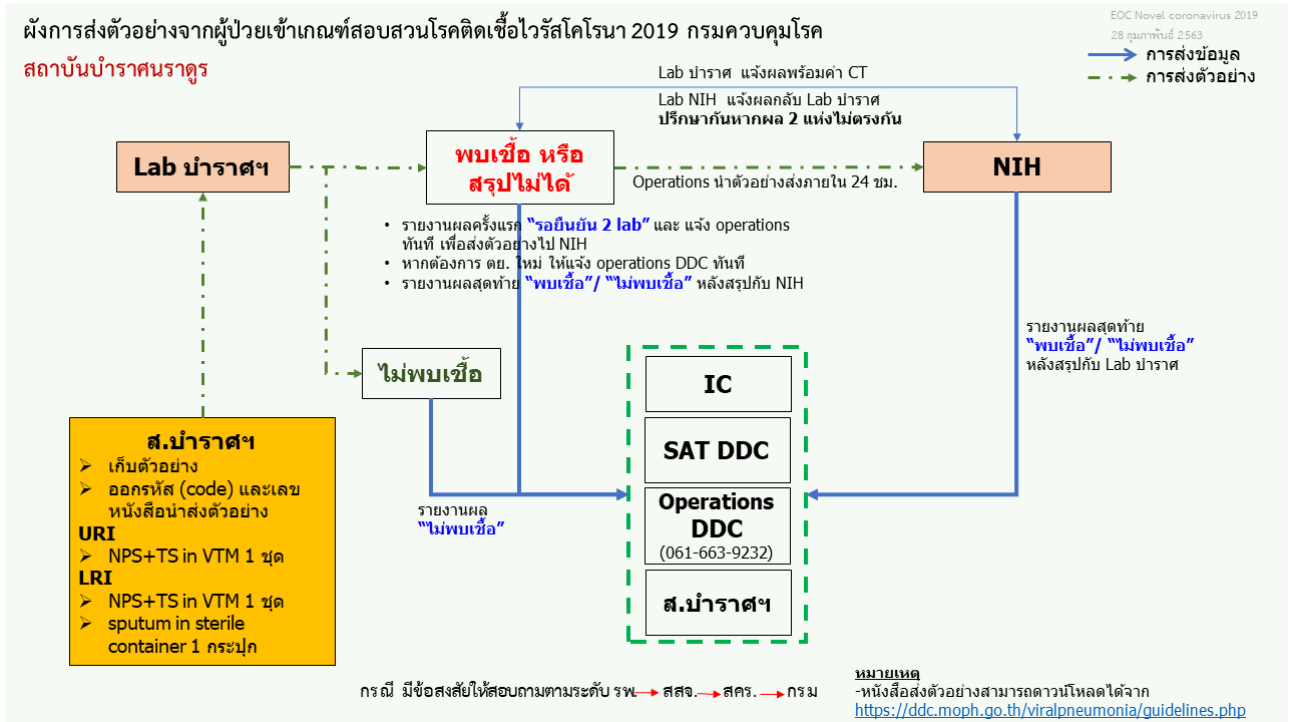 EOC Novel coronavirus 2019
28 กุมภาพันธ์ 2563
ผังการส่งตัวอย่างจากผู้ป่วยเข้าเกณฑ์สอบสวนโรคติดเชื้อไวรัสโคโรนา 2019 กรมควบคุมโรค
สถาบันบำราศนราดูร
การส่งข้อมูล
การส่งตัวอย่าง
Lab บำราศ แจ้งผลพร้อมค่า CT
Lab NIH แจ้งผลกลับ Lab บำราศ
ปรึกษากันหากผล 2 แห่งไม่ตรงกัน
Lab บำราศฯ
พบเชื้อ หรือ
สรุปไม่ได้
Operations นำตัวอย่างส่งภายใน 24 ชม.
NIH
• รายงานผลครั้งแรก “รอยืนยัน 2 lab” และ แจ้ง operations
ทันที เพื่อส่งตัวอย่างไป NIH
• หากต้องการ ตย. ใหม่ ให้แจ้ง operations DDC ทันที
• รายงานผลสุดท้าย “พบเชื้อ”/ “ไม่พบเชื้อ” หลังสรุปกับ NIH
รายงานผลสุดท้าย
“พบเชื้อ”/ “ไม่พบเชื้อ”
หลังสรุปกับ Lab บำราศ
ไม่พบเชื้อ
รายงานผล
“ไม่พบเชื้อ”
IC
SAT DDC
Operations
DDC
(061-663-9232)
ส.บำราศฯ
ส.บำราศฯ
➢ เก็บตัวอย่าง
➢ ออกรหัส (code) และเลข
หนังสือนำส่งตัวอย่าง
URI
➢ NPS+TS in VTM 1 ชุด
LRI
➢ NPS+TS in VTM 1 ชุด
➢ sputum in sterile
container 1 กระปุก
กรณี มีข้อสงสัยให้สอบถามตามระดับ รพ. → สสจ. → สคร. → กรม
หมายเหตุ
-หนังสือส่งตัวอย่างสามารถดาวน์โหลดได้จาก
https://ddc.moph.go.th/viralpneumonia/guidelines.php